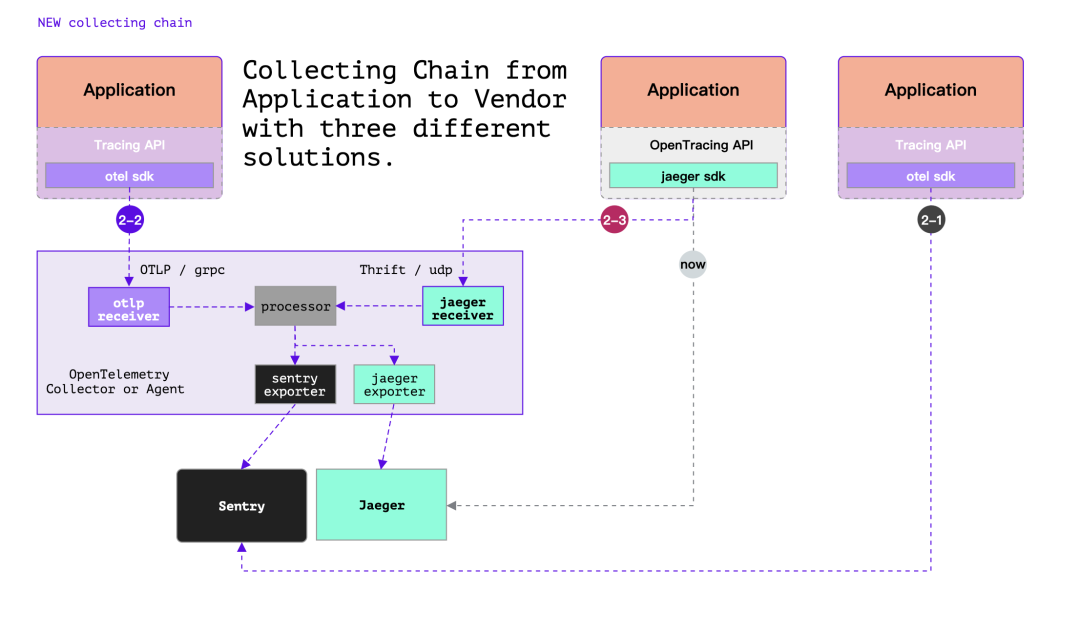 NEW collecting chain
Application
Tracing API
otel sdk
2-2
Collecting Chain from
Application to Vendor
with three different
solutions.
Application
OpenTracing API
jaeger sdk
2-3
now
Application
Tracing API
otel sdk
2-1
OTLP / grpc
Thrift / udp
otlp
receiver
processor
jaeger
receiver
OpenTelemetry
Collector or Agent
sentry
exporter
jaeger
exporter
Sentry
Jaeger